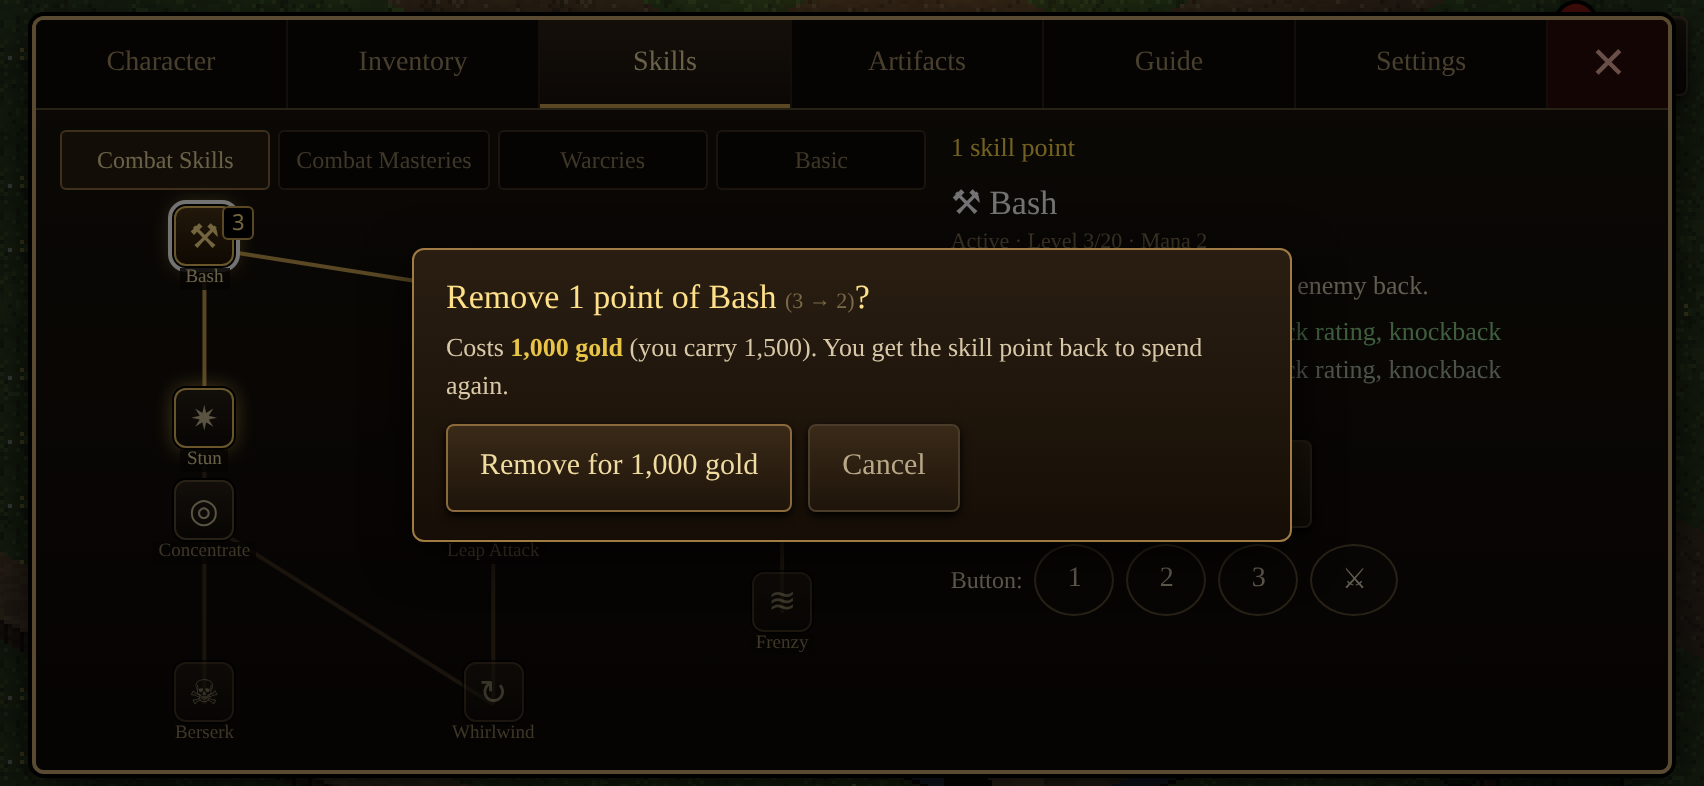 Character
Inventory
Skills
Artifacts
Guide
Settings
✕
Combat Skills
Combat Masteries
Warcries
Basic
1 skill point
3
⚒ Bash
Bash
Active · Level 3/20 · Mana 2
Remove 1 point of Bash (3 → 2)?
enemy back.
Costs 1,000 gold (you carry 1,500). You get the skill point back to spend
again.
rating, knockback
rating, knockback
Remove for 1,000 gold
Cancel
Stun
Concentrate
Leap Attack
Button:
1
2
3
Frenzy
Berserk
Whirlwind